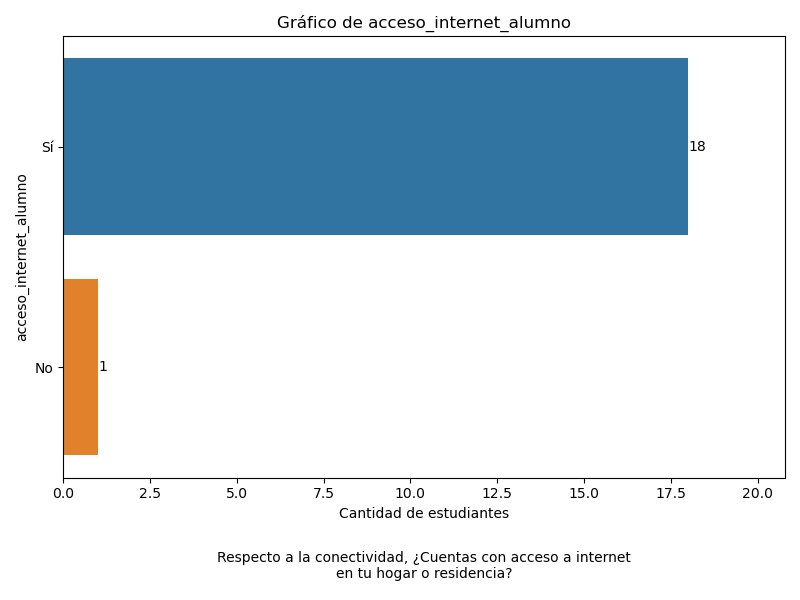 Gráfico de acceso_internet_alumno
acceso_internet_alumno
Sí
18
No
1
0.0 2.5 5.0 7.5 10.0 12.5 15.0 17.5 20.0
Cantidad de estudiantes
Respecto a la conectividad, ¿Cuentas con acceso a internet
en tu hogar o residencia?